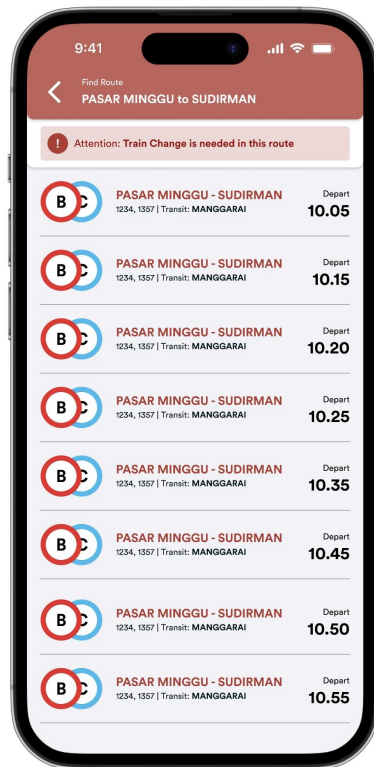 9:41
Find Route
PASAR MINGGU to SUDIRMAN
! Attention: Train Change is needed in this route
B C PASAR MINGGU - SUDIRMAN Depart
1234, 1357 | Transit: MANGGARAI 10.05
B C PASAR MINGGU - SUDIRMAN Depart
1234, 1357 | Transit: MANGGARAI 10.15
B C PASAR MINGGU - SUDIRMAN Depart
1234, 1357 | Transit: MANGGARAI 10.20
B C PASAR MINGGU - SUDIRMAN Depart
1234, 1357 | Transit: MANGGARAI 10.25
B C PASAR MINGGU - SUDIRMAN Depart
1234, 1357 | Transit: MANGGARAI 10.35
B C PASAR MINGGU - SUDIRMAN Depart
1234, 1357 | Transit: MANGGARAI 10.45
B C PASAR MINGGU - SUDIRMAN Depart
1234, 1357 | Transit: MANGGARAI 10.50
B C PASAR MINGGU - SUDIRMAN Depart
1234, 1357 | Transit: MANGGARAI 10.55